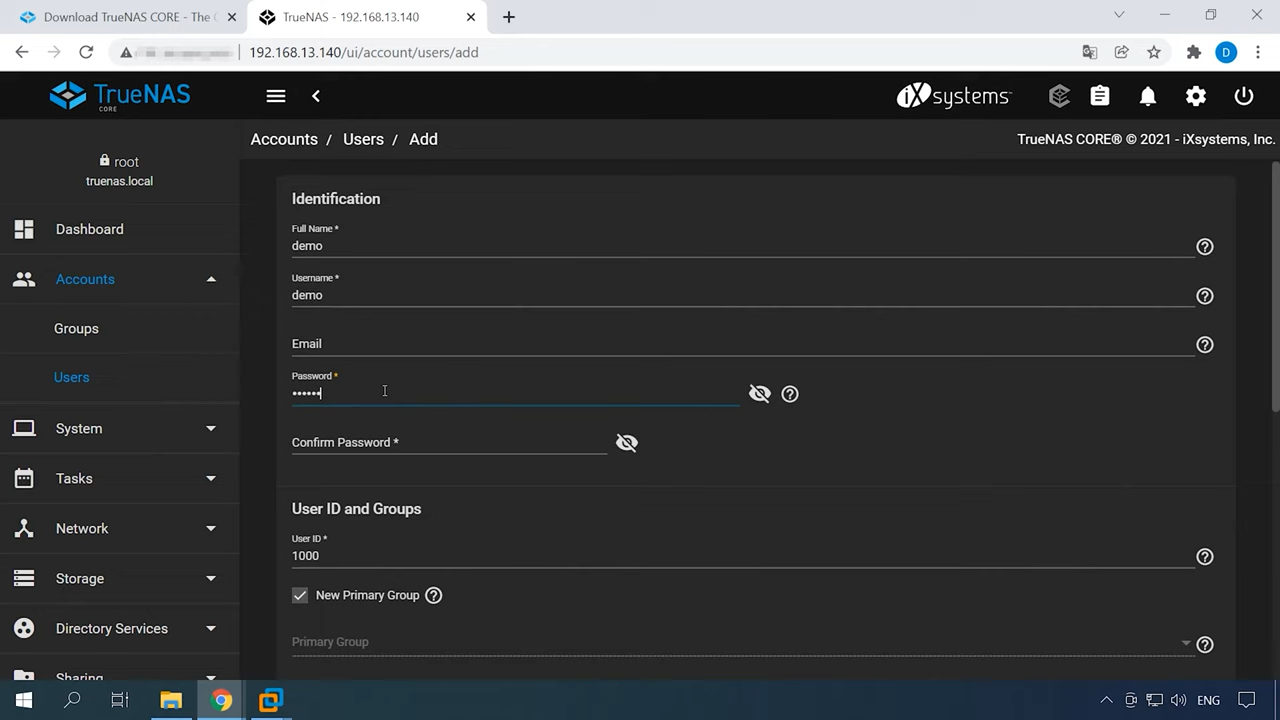 Download TrueNAS CORE - The
TrueNAS - 192.168.13.140
192.168.13.140/ui/account/users/add
D
TrueNAS
CORE
iXsystems™
Accounts / Users / Add
TrueNAS CORE® © 2021 - iXsystems, Inc.
root
truenas.local
Dashboard
Accounts
Groups
Users
System
Tasks
Network
Storage
Directory Services
Sharing
Identification
Full Name *
demo
Username *
demo
Email
Password *
••••••
Confirm Password *
User ID and Groups
User ID *
1000
New Primary Group
Primary Group
ENG